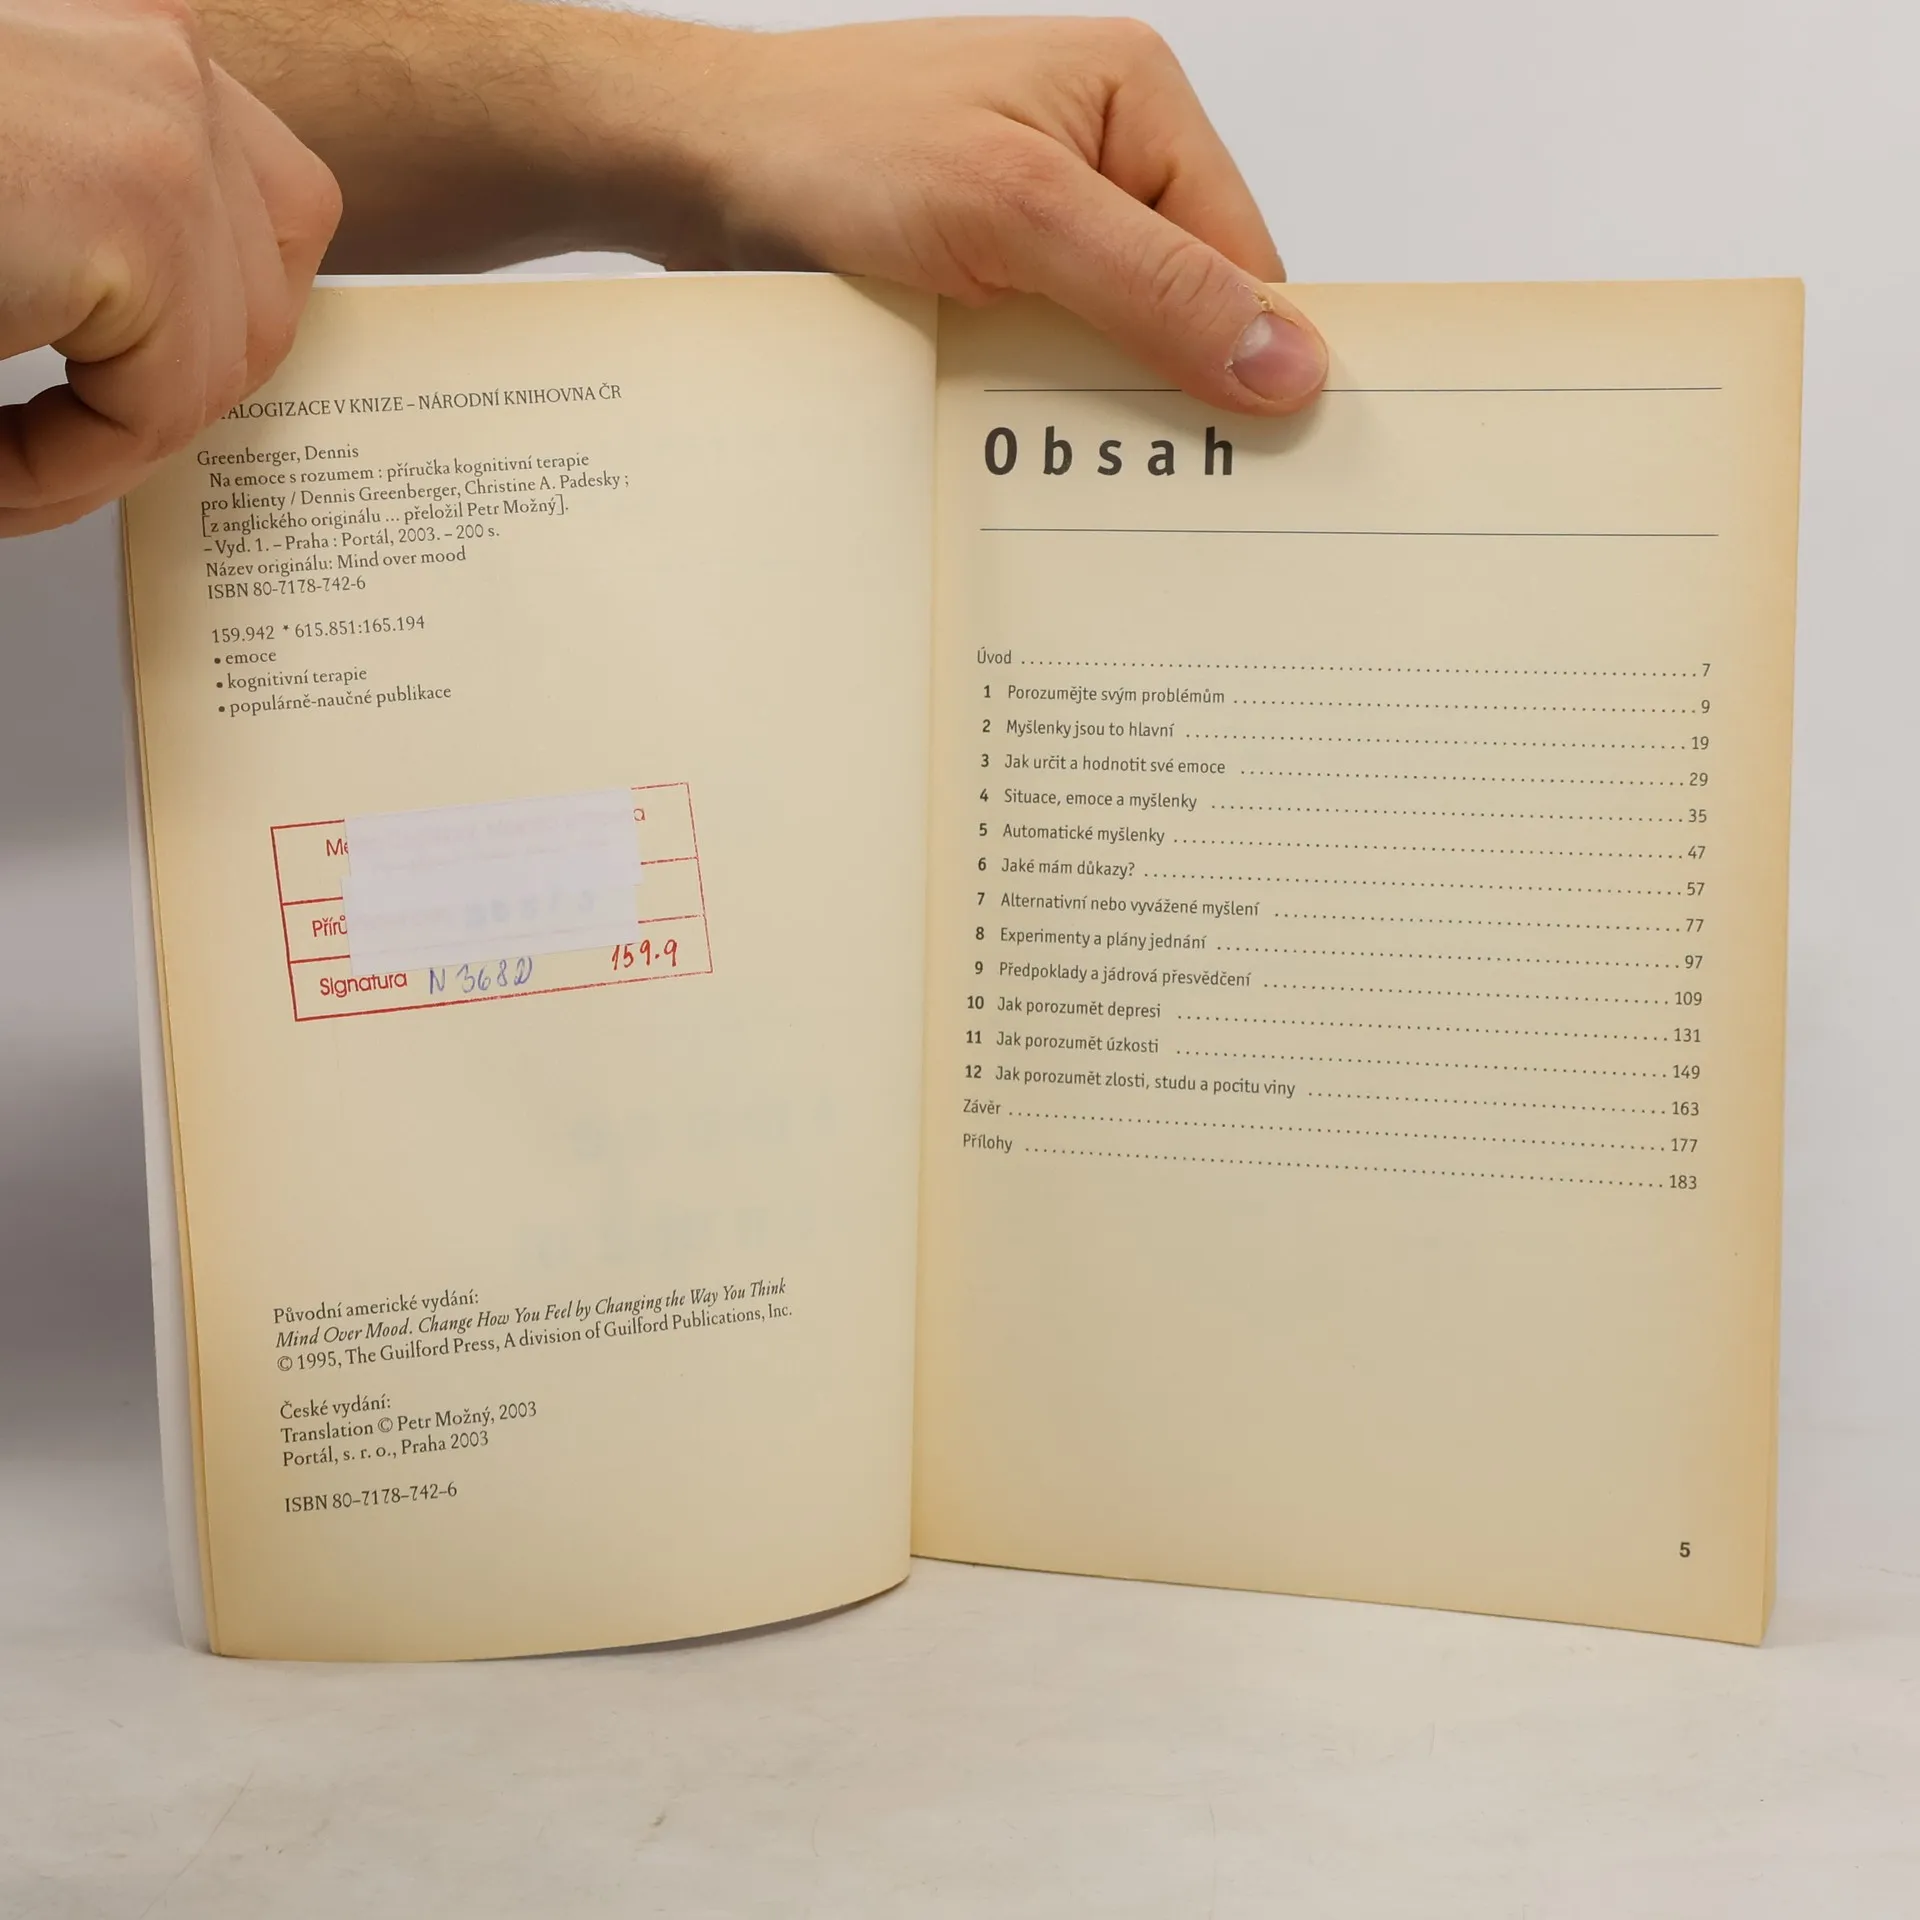 ALOGIZACE V KNIZE – NÁRODNÍ KNIHOVNA ČR
Greenberger, Dennis
Na emoce s rozumem : příručka kognitivní terapie
pro klienty / Dennis Greenberger, Christine A. Padesky ;
[z anglického originálu ... přeložil Petr Možný].
– Vyd. 1. – Praha : Portál, 2003. – 200 s.
Název originálu: Mind over mood
ISBN 80-7178-742-6
159.942 * 615.851:165.194
• emoce
• kognitivní terapie
• populárně-naučné publikace
Signatura N 3682 159.9
Původní americké vydání:
Mind Over Mood. Change How You Feel by Changing the Way You Think
© 1995, The Guilford Press, A division of Guilford Publications, Inc.
České vydání:
Translation © Petr Možný, 2003
Portál, s. r. o., Praha 2003
ISBN 80-7178-742-6
Obsah
Úvod 7
1 Porozumějte svým problémům 9
2 Myšlenky jsou to hlavní 19
3 Jak určit a hodnotit své emoce 29
4 Situace, emoce a myšlenky 35
5 Automatické myšlenky 47
6 Jaké mám důkazy? 57
7 Alternativní nebo vyvážené myšlení 77
8 Experimenty a plány jednání 97
9 Předpoklady a jádrová přesvědčení 109
10 Jak porozumět depresi 131
11 Jak porozumět úzkosti 149
12 Jak porozumět zlosti, studu a pocitu viny 163
Závěr 177
Přílohy 183
5